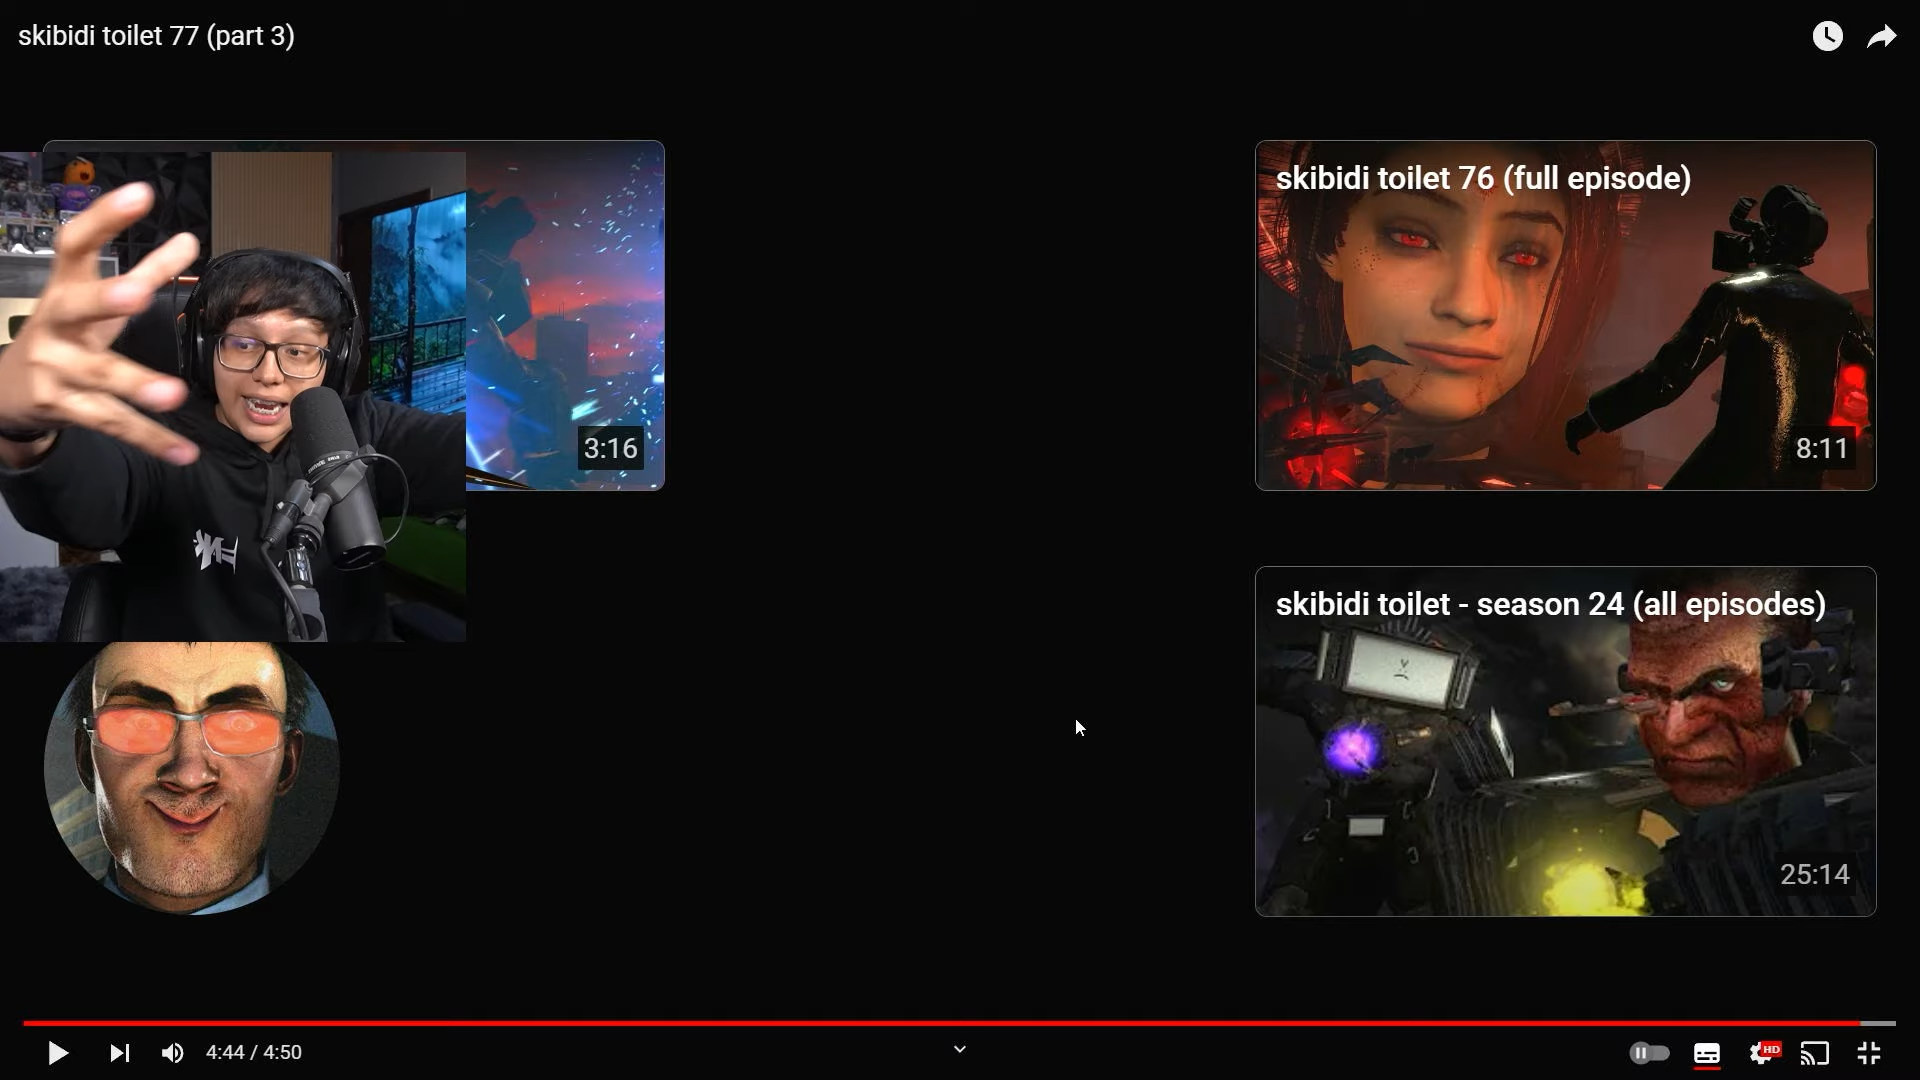 skibidi toilet 77 (part 3)
3:16
skibidi toilet 76 (full episode)
8:11
skibidi toilet - season 24 (all episodes)
25:14
4:44 / 4:50
HD